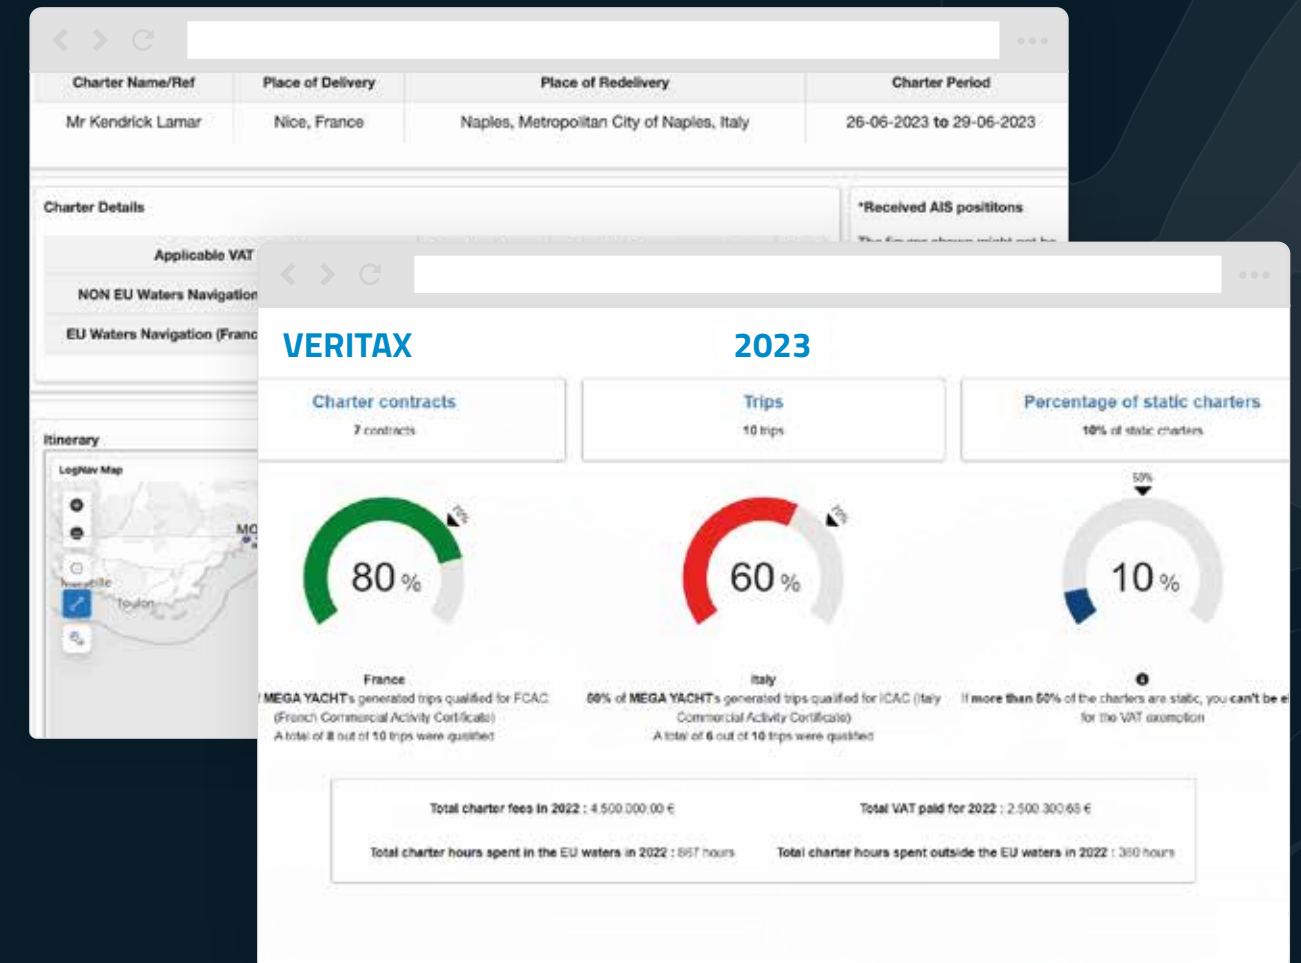 Charter Name/Ref Place of Delivery Place of Redelivery Charter Period
Mr Kendrick Lamar Nice, France Naples, Metropolitan City of Naples, Italy 26-06-2023 to 29-06-2023
Charter Details
*Received AIS posititons
Applicable VAT
NON EU Waters Navigation
EU Waters Navigation (Franc
Itinerary
LogNav Map
MO
Toulon
VERITAX 2023
Charter contracts
7 contracts
Trips
10 trips
Percentage of static charters
10% of static charters
70%
80 %
70%
60 %
50%
10 %
France
MEGA YACHT's generated trips qualified for FCAC
(French Commercial Activity Certificate)
A total of 8 out of 10 trips were qualified
Italy
60% of MEGA YACHT's generated trips qualified for ICAC (Italy
Commercial Activity Certificate)
A total of 6 out of 10 trips were qualified
If more than 50% of the charters are static, you can't be e
for the VAT exemption
Total charter fees in 2022 : 4.500.000,00 € Total VAT paid for 2022 : 2.500.300,68 €
Total charter hours spent in the EU waters in 2022 : 867 hours Total charter hours spent outside the EU waters in 2022 : 380 hours